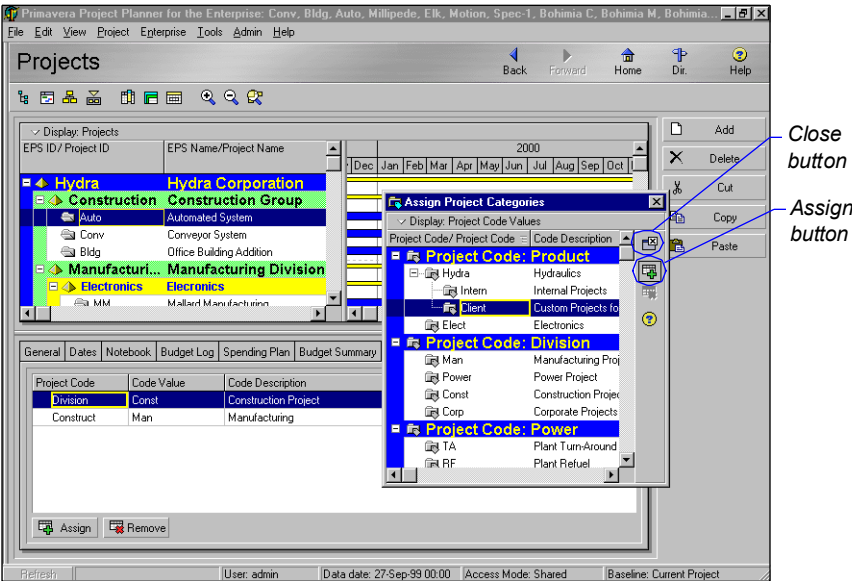 Primavera Project Planner for the Enterprise: Conv, Bldg, Auto, Millipede, Elk, Motion, Spec-1, Bohimia C, Bohimia M, Bohimia...
File Edit View Project Enterprise Tools Admin Help
Projects
Back Forward Home Dir. Help
Display: Projects
EPS ID/ Project ID EPS Name/Project Name
2000
Dec Jan Feb Mar Apr May Jun Jul Aug Sep Oct
Hydra Hydra Corporation
Construction Construction Group
Auto Automated System
Conv Conveyor System
Bldg Office Building Addition
Manufacturi... Manufacturing Division
Electronics Elecronics
MM Mallard Manufacturing
Add
Delete
Cut
Copy
Paste
Close
button
Assign
button
Assign Project Categories
Display: Project Code Values
Project Code/ Project Code Code Description
Project Code: Product
Hydra Hydraulics
Intern Internal Projects
Client Custom Projects fo
Elect Electronics
Project Code: Division
Man Manufacturing Proj
Power Power Project
Const Construction Projec
Corp Corporate Projects
Project Code: Power
TA Plant Turn-Around
RF Plant Refuel
General Dates Notebook Budget Log Spending Plan Budget Summary
Project Code Code Value Code Description
Division Const Construction Project
Construct Man Manufacturing
Assign Remove
Refresh User: admin Data date: 27-Sep-99 00:00 Access Mode: Shared Baseline: Current Project